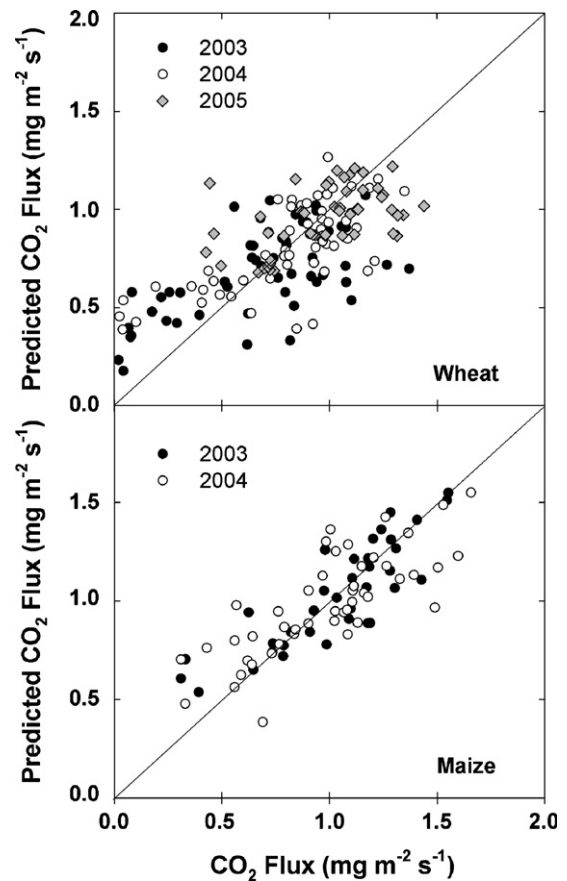 2.0
2003
2004
2005
1.5
1.0
0.5
0.0
Predicted CO₂ Flux (mg m⁻² s⁻¹)
Wheat
2003
2004
1.5
1.0
0.5
0.0
Predicted CO₂ Flux (mg m⁻² s⁻¹)
Maize
0.0 0.5 1.0 1.5 2.0
CO₂ Flux (mg m⁻² s⁻¹)